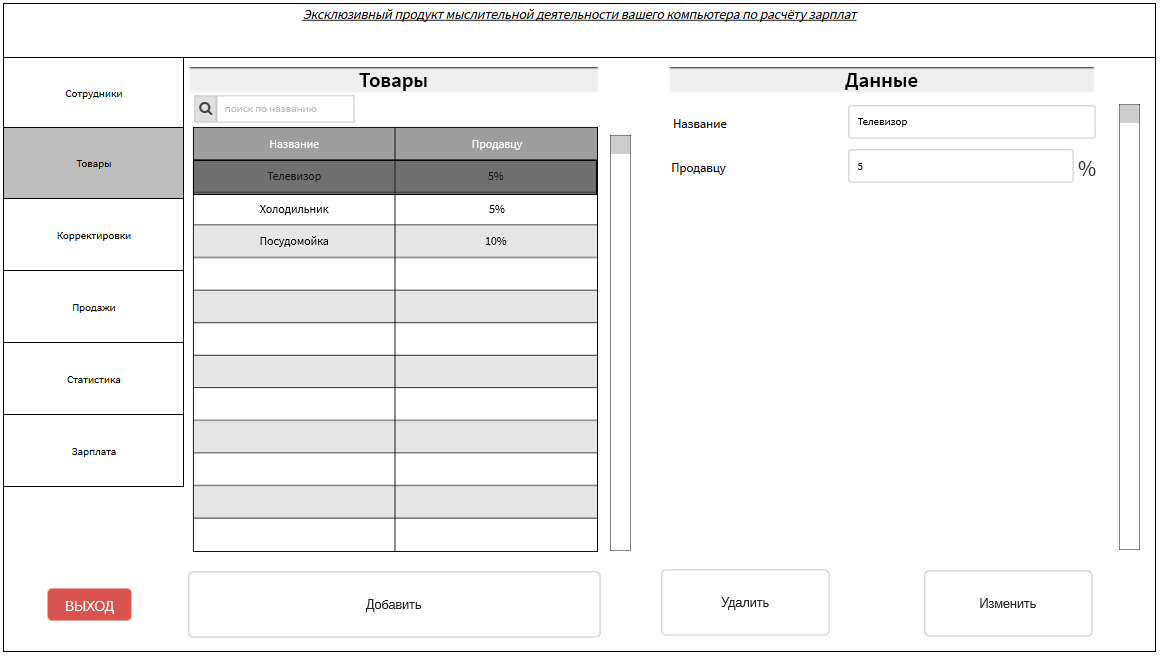 Эксклюзивный продукт мыслительной деятельности вашего компьютера по расчёту зарплат
Сотрудники
Товары
Корректировки
Продажи
Статистика
Зарплата
ВЫХОД
Товары
поиск по названию
Название Продавцу
Телевизор 5%
Холодильник 5%
Посудомойка 10%
Добавить
Данные
Название Телевизор
Продавцу 5 %
Удалить Изменить